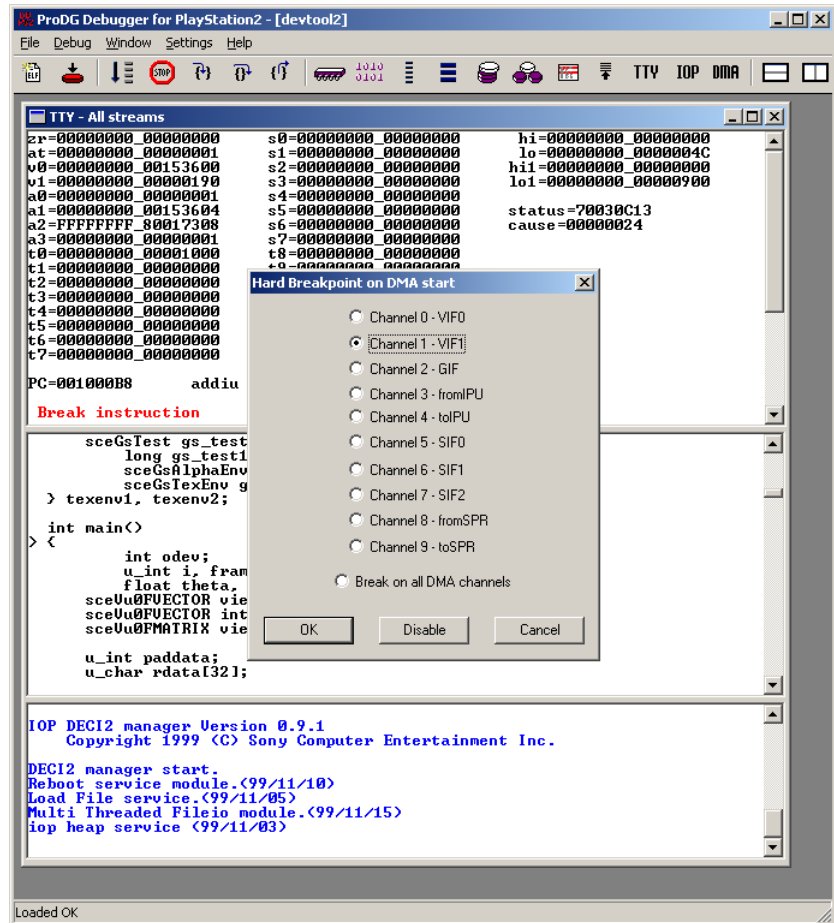 ProDG Debugger for PlayStation2 - [devtool2]
File Debug Window Settings Help
ELF STOP 1010 0101 TTY IOP DMA
TTY - All streams
zr=00000000_00000000 s0=00000000_00000000 hi=00000000_00000000
at=00000000_00000001 s1=00000000_00000000 lo=00000000_0000004C
v0=00000000_00153600 s2=00000000_00000000 hi1=00000000_00000000
v1=00000000_00000190 s3=00000000_00000000 lo1=00000000_00000900
a0=00000000_00000001 s4=00000000_00000000
a1=00000000_00153604 s5=00000000_00000000 status=70030C13
a2=FFFFFFFF_80017308 s6=00000000_00000000 cause=00000024
a3=00000000_00000001 s7=00000000_00000000
t0=00000000_00001000 t8=00000000_00000000
t1=00000000_00000000 t9=00000000_00000000
t2=00000000_00000000
t3=00000000_00000000
t4=00000000_00000000
t5=00000000_00000000
t6=00000000_00000000
t7=00000000_00000000
PC=001000B8 addiu
Break instruction
Hard Breakpoint on DMA start
Channel 0 - VIF0
Channel 1 - VIF1
Channel 2 - GIF
Channel 3 - fromIPU
Channel 4 - toIPU
Channel 5 - SIF0
Channel 6 - SIF1
Channel 7 - SIF2
Channel 8 - fromSPR
Channel 9 - toSPR
Break on all DMA channels
OK Disable Cancel
sceGsTest gs_test
long gs_test1
sceGsAlphaEnv
sceGsTexEnv g
} texenv1, texenv2;
int main()
> {
int odev;
u_int i, fram
float theta,
sceVu0FVECTOR vie
sceVu0FVECTOR int
sceVu0FMATRIX vie
u_int paddata;
u_char rdata[32];
IOP DECI2 manager Version 0.9.1
Copyright 1999 (C) Sony Computer Entertainment Inc.
DECI2 manager start.
Reboot service module.(99/11/10)
Load File service.(99/11/05)
Multi Threaded Fileio module.(99/11/15)
iop heap service (99/11/03)
Loaded OK